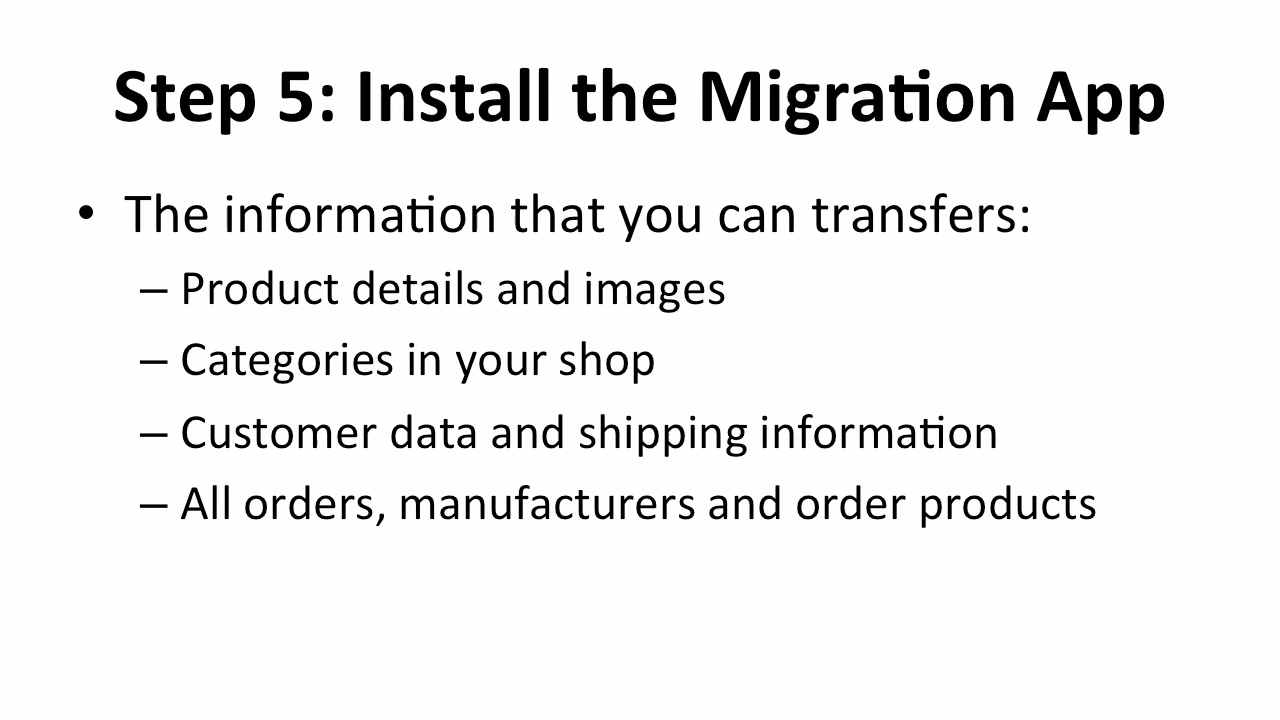 Step 5: Install the Migration App
• The information that you can transfers:
– Product details and images
– Categories in your shop
– Customer data and shipping information
– All orders, manufacturers and order products